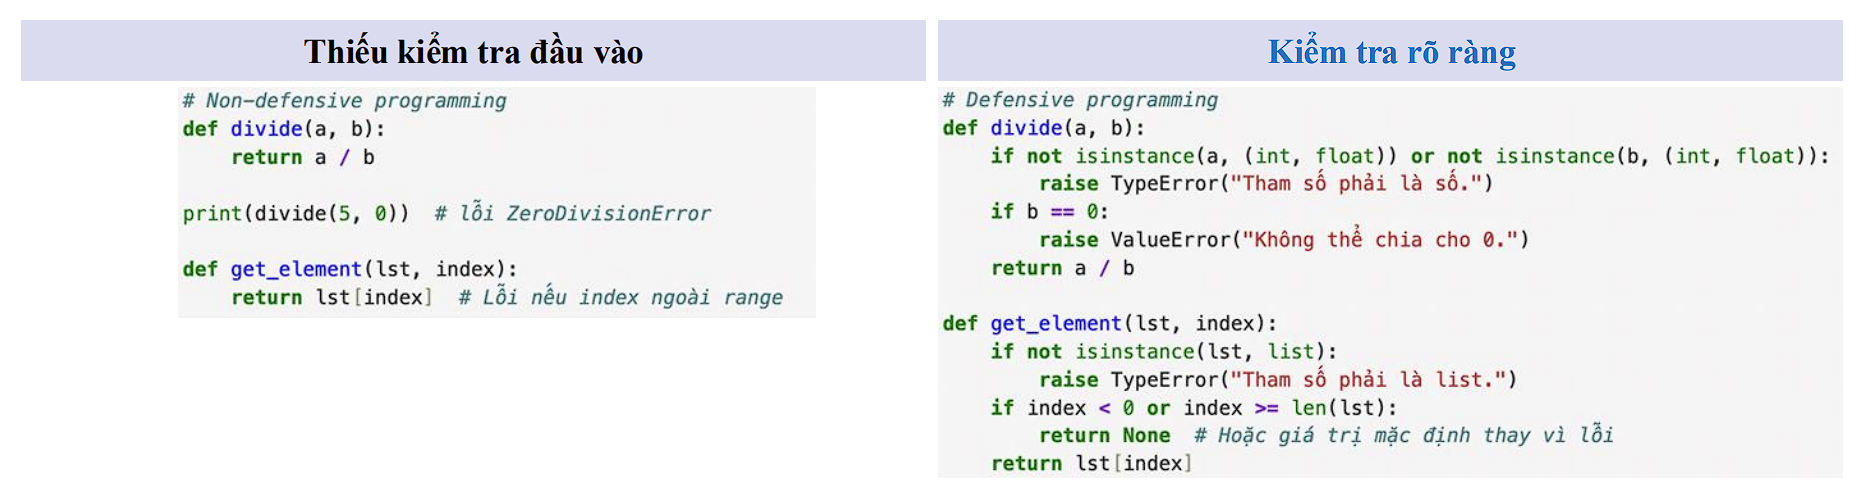 Thiếu kiểm tra đầu vào
# Non-defensive programming
def divide(a, b):
    return a / b

print(divide(5, 0))  # lỗi ZeroDivisionError

def get_element(lst, index):
    return lst[index]  # Lỗi nếu index ngoài range
Kiểm tra rõ ràng
# Defensive programming
def divide(a, b):
    if not isinstance(a, (int, float)) or not isinstance(b, (int, float)):
        raise TypeError("Tham số phải là số.")
    if b == 0:
        raise ValueError("Không thể chia cho 0.")
    return a / b

def get_element(lst, index):
    if not isinstance(lst, list):
        raise TypeError("Tham số phải là list.")
    if index < 0 or index >= len(lst):
        return None  # Hoặc giá trị mặc định thay vì lỗi
    return lst[index]